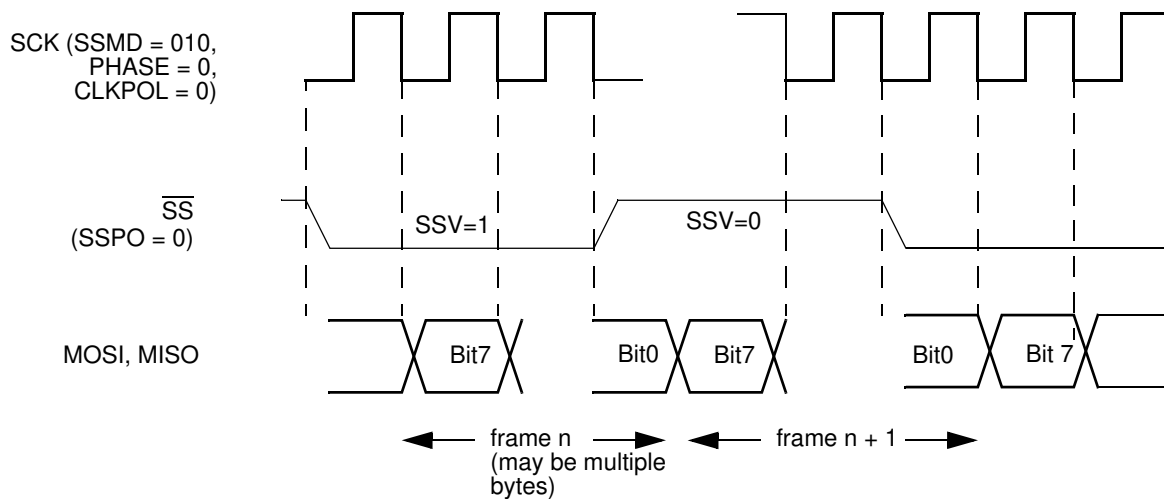 SCK (SSMD = 010,
PHASE = 0,
CLKPOL = 0)
SS
(SSPO = 0)
SSV=1
SSV=0
MOSI, MISO
Bit7
Bit0
Bit7
Bit0
Bit 7
frame n
(may be multiple
bytes)
frame n + 1